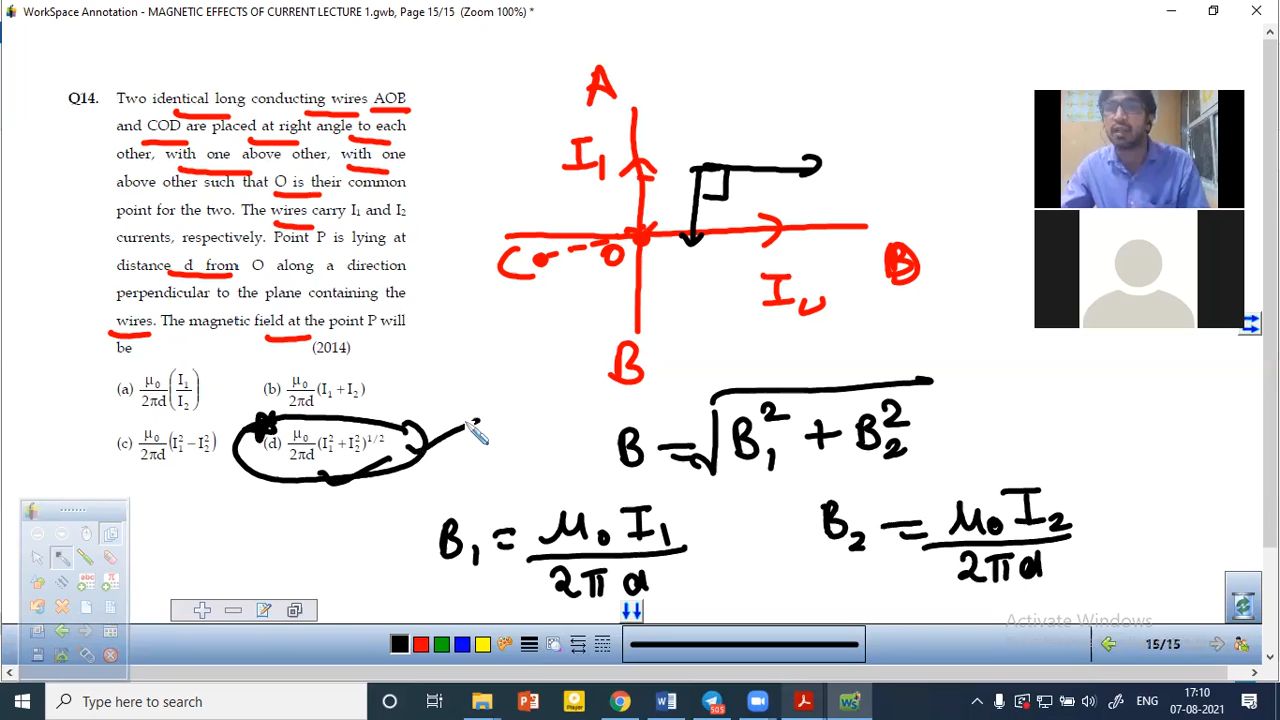 WorkSpace Annotation - MAGNETIC EFFECTS OF CURRENT LECTURE 1.gwb, Page 15/15 (Zoom 100%) *
Q14. Two identical long conducting wires AOB
and COD are placed at right angle to each
other, with one above other, with one
above other such that O is their common
point for the two. The wires carry I₁ and I₂
currents, respectively. Point P is lying at
distance d from O along a direction
perpendicular to the plane containing the
wires. The magnetic field at the point P will
be (2014)
(a) μ₀/2πd (I₁/I₂) (b) μ₀/2πd (I₁ + I₂)
(c) μ₀/2πd (I₁² − I₂²) (d) μ₀/2πd (I₁² + I₂²)^1/2
A
I₁
C O
I
B
B = √B₁² + B₂²
B₁ = μ₀ I₁ / 2π d
B₂ = μ₀ I₂ / 2π d
Activate Windows
15/15
Type here to search
ENG
17:10
07-08-2021